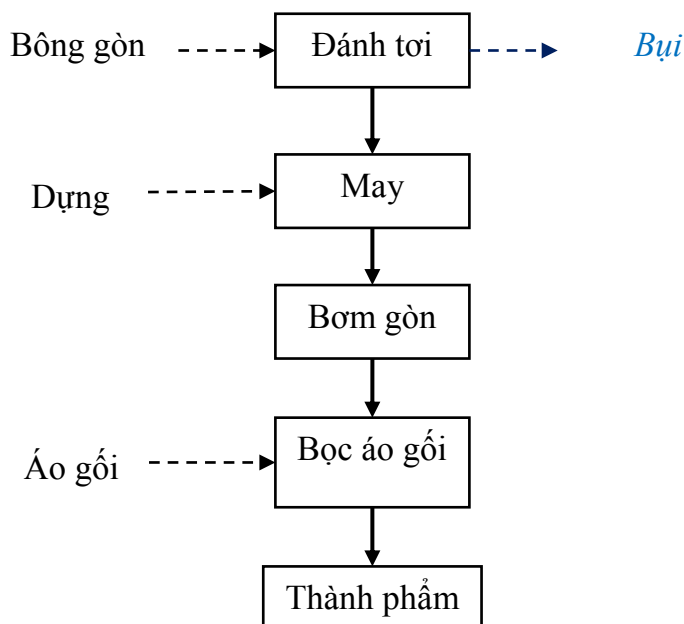 Bông gòn
Đánh tơi
Bụi
Dựng
May
Bơm gòn
Áo gối
Bọc áo gối
Thành phẩm